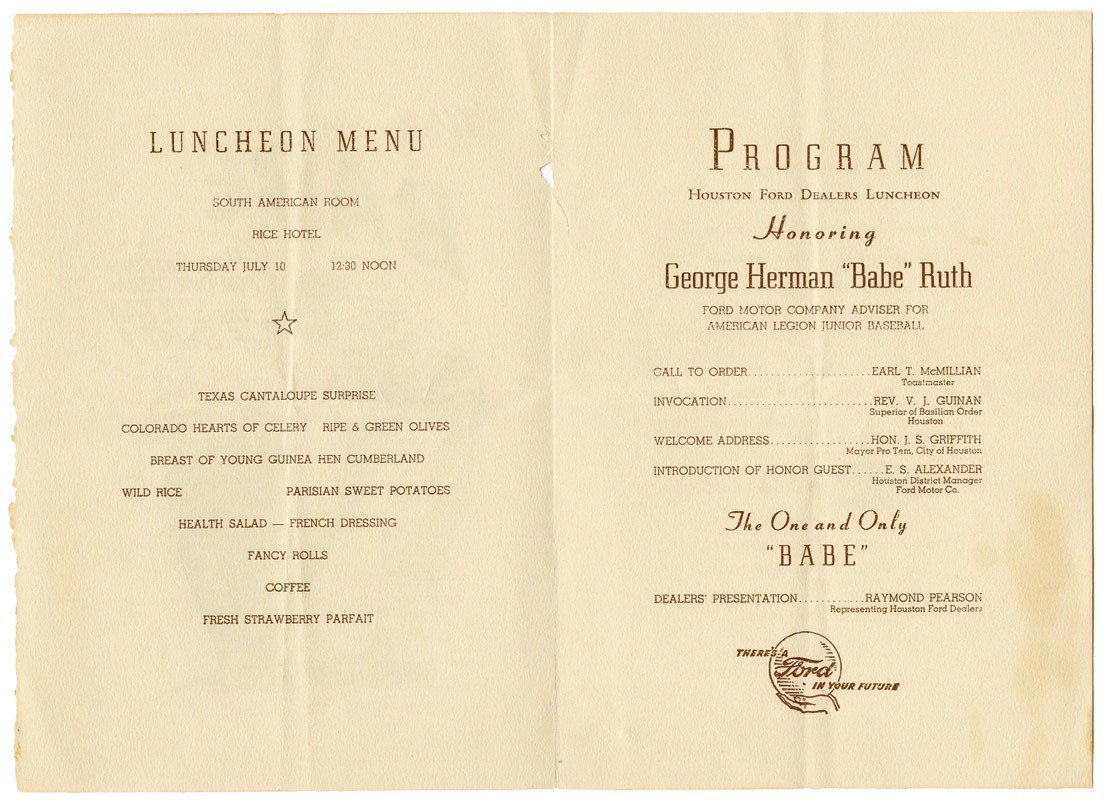 LUNCHEON MENU
SOUTH AMERICAN ROOM
RICE HOTEL
THURSDAY JULY 10 12:30 NOON
TEXAS CANTALOUPE SURPRISE
COLORADO HEARTS OF CELERY RIPE & GREEN OLIVES
BREAST OF YOUNG GUINEA HEN CUMBERLAND
WILD RICE PARISIAN SWEET POTATOES
HEALTH SALAD — FRENCH DRESSING
FANCY ROLLS
COFFEE
FRESH STRAWBERRY PARFAIT
PROGRAM
HOUSTON FORD DEALERS LUNCHEON
Honoring
George Herman "Babe" Ruth
FORD MOTOR COMPANY ADVISER FOR
AMERICAN LEGION JUNIOR BASEBALL
CALL TO ORDER......................EARL T. McMILLIAN
Toastmaster
INVOCATION.........................REV. V. J. GUINAN
Superior of Basilian Order
Houston
WELCOME ADDRESS.................HON. J. S. GRIFFITH
Mayor Pro Tem, City of Houston
INTRODUCTION OF HONOR GUEST......E. S. ALEXANDER
Houston District Manager
Ford Motor Co.
The One and Only
"BABE"
DEALERS' PRESENTATION...........RAYMOND PEARSON
Representing Houston Ford Dealers
THERE'S A
Ford
IN YOUR FUTURE